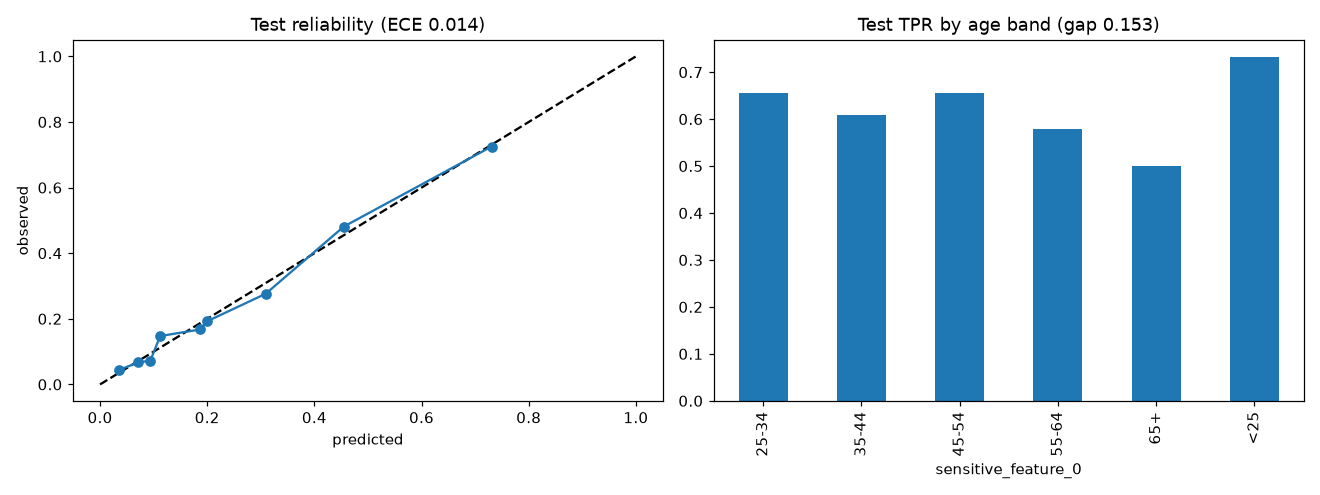 Test reliability (ECE 0.014)
1.0
0.8
0.6
0.4
0.2
0.0
observed
0.0 0.2 0.4 0.6 0.8 1.0
predicted
Test TPR by age band (gap 0.153)
0.7
0.6
0.5
0.4
0.3
0.2
0.1
0.0
25-34 35-44 45-54 55-64 65+ <25
sensitive_feature_0